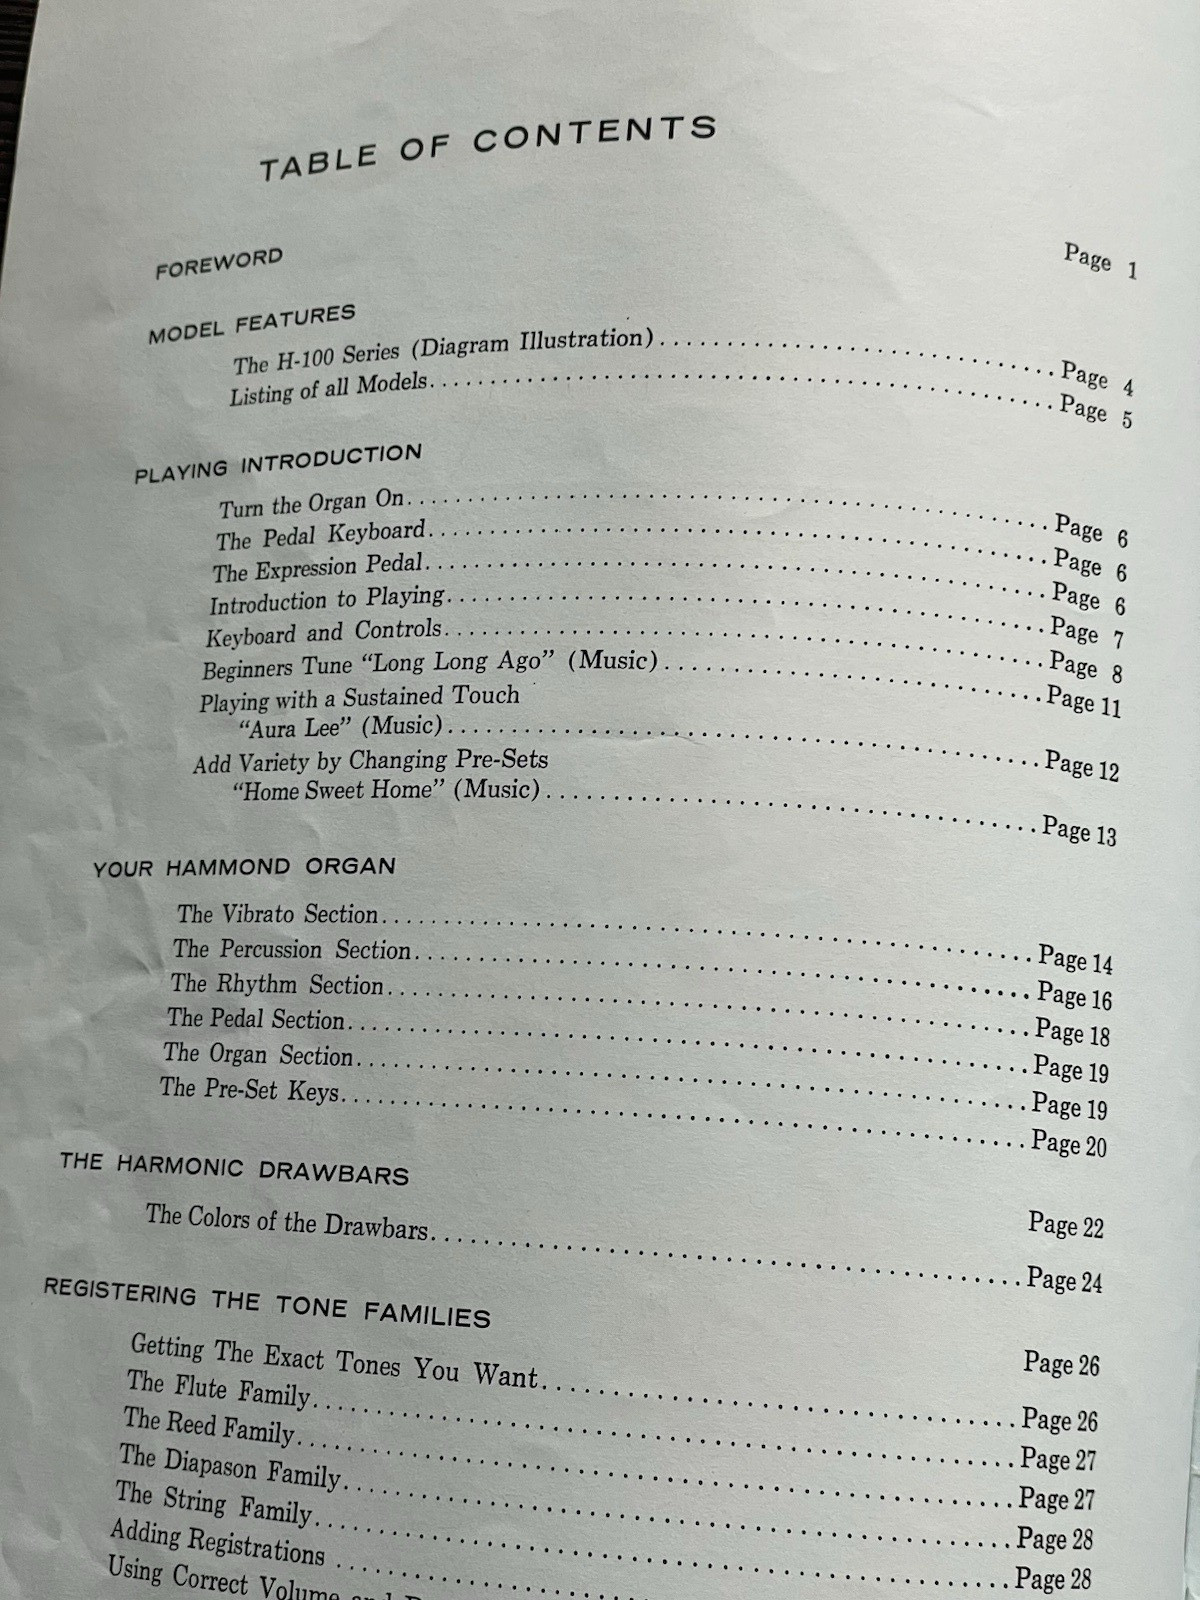 TABLE OF CONTENTS
FOREWORD Page 1
MODEL FEATURES
The H-100 Series (Diagram Illustration) Page 4
Listing of all Models Page 5
PLAYING INTRODUCTION
Turn the Organ On Page 6
The Pedal Keyboard Page 6
The Expression Pedal Page 6
Introduction to Playing Page 7
Keyboard and Controls Page 8
Beginners Tune “Long Long Ago” (Music) Page 11
Playing with a Sustained Touch
“Aura Lee” (Music) Page 12
Add Variety by Changing Pre-Sets
“Home Sweet Home” (Music) Page 13
YOUR HAMMOND ORGAN
The Vibrato Section Page 14
The Percussion Section Page 16
The Rhythm Section Page 18
The Pedal Section Page 19
The Organ Section Page 19
The Pre-Set Keys Page 20
THE HARMONIC DRAWBARS Page 22
The Colors of the Drawbars Page 24
REGISTERING THE TONE FAMILIES Page 26
Getting The Exact Tones You Want Page 26
The Flute Family Page 27
The Reed Family Page 27
The Diapason Family Page 28
The String Family Page 28
Adding Registrations
Using Correct Volume and